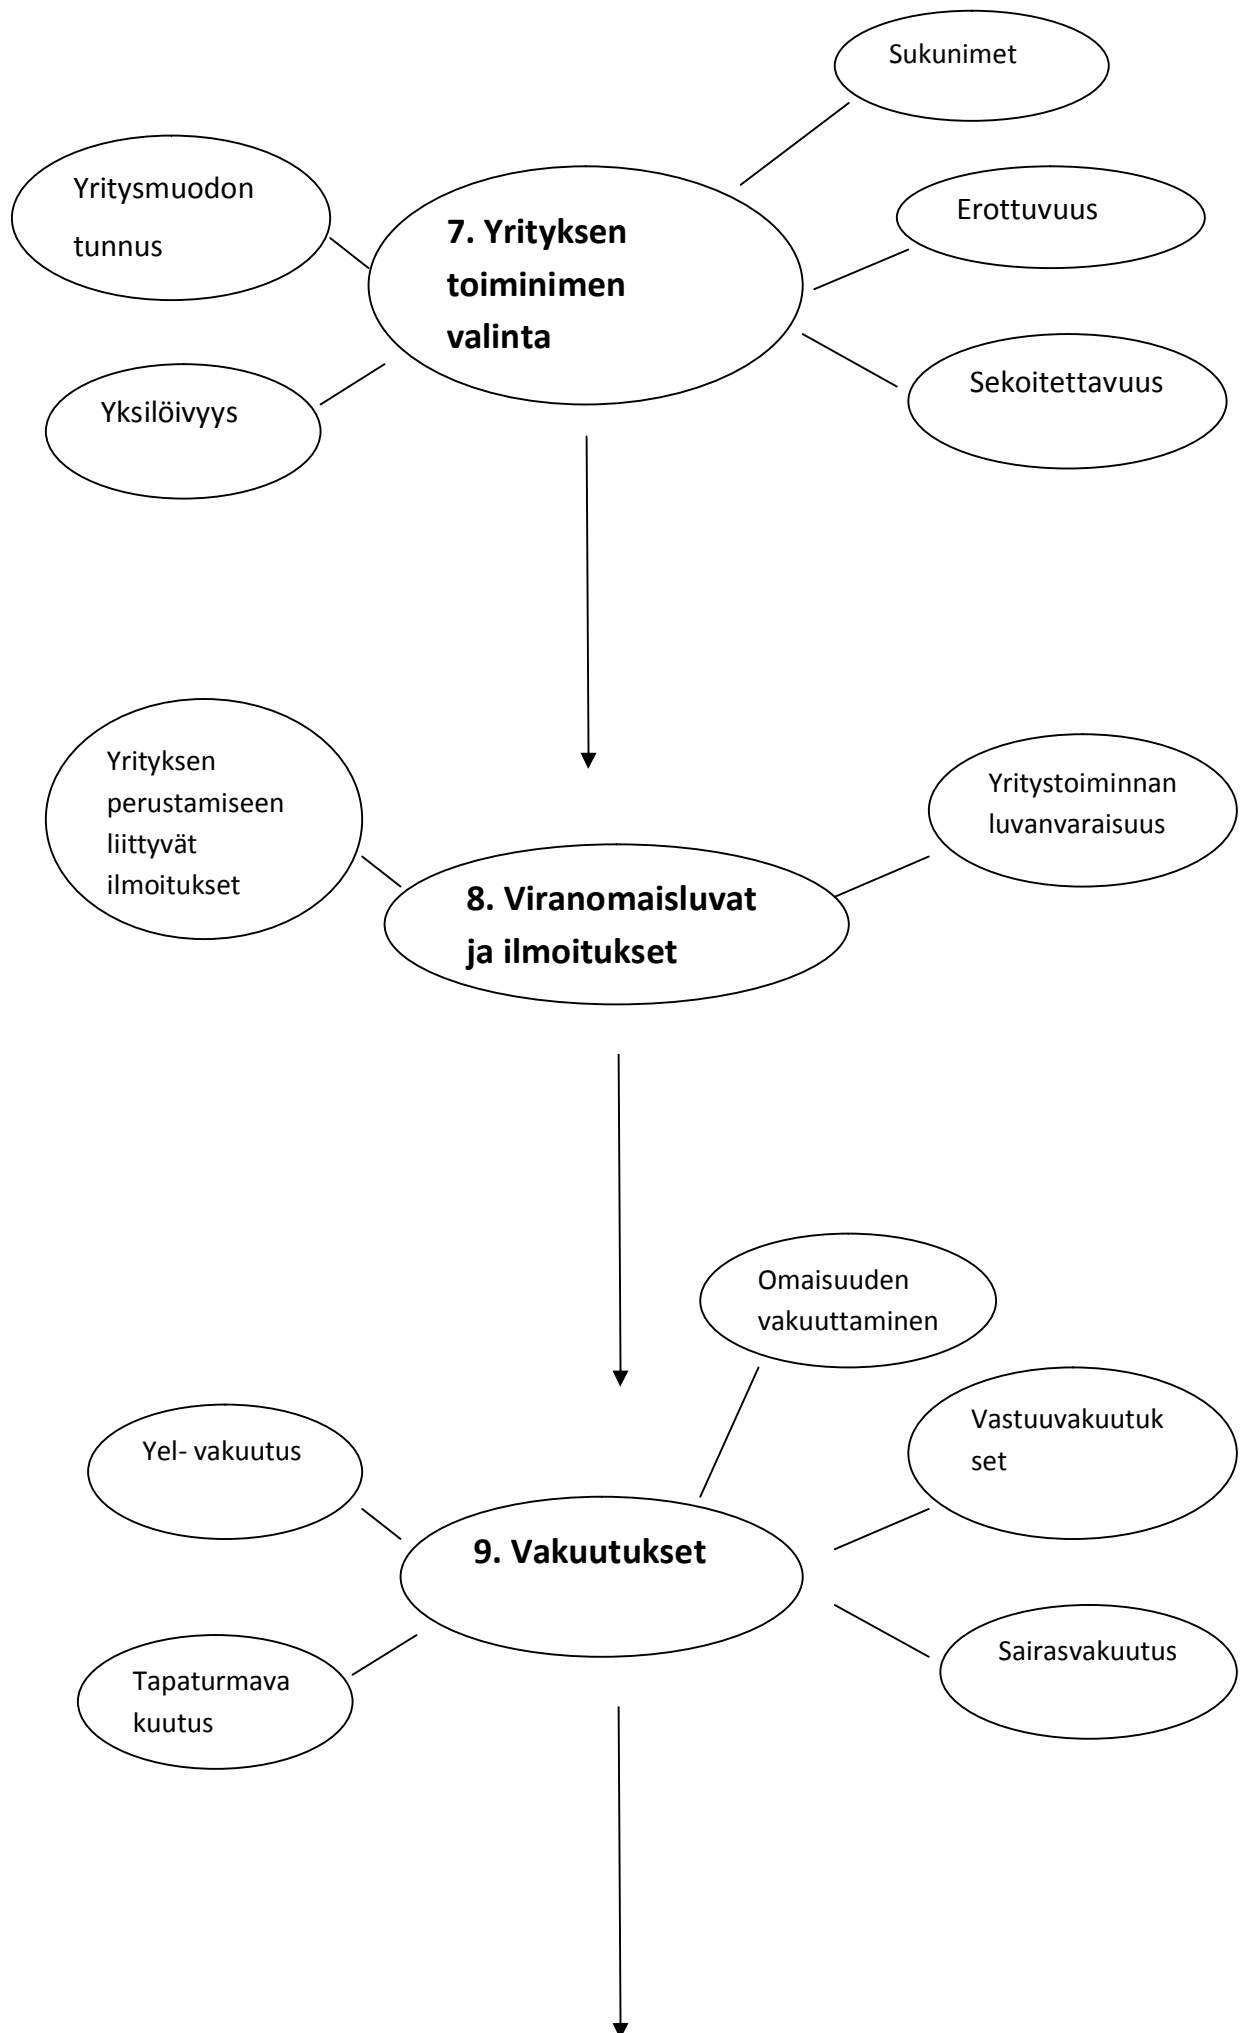 Sukunimet
Yritysmuodon
tunnus
7. Yrityksen
toiminimen
valinta
Erottuvuus
Sekoitettavuus
Yksilöivyys
Yrityksen
perustamiseen
liittyvät
ilmoitukset
Yritystoiminnan
luvanvaraisuus
8. Viranomaisluvat
ja ilmoitukset
Omaisuuden
vakuuttaminen
Yel- vakuutus
Vastuuvakuutuk
set
9. Vakuutukset
Tapaturmava
kuutus
Sairasvakuutus